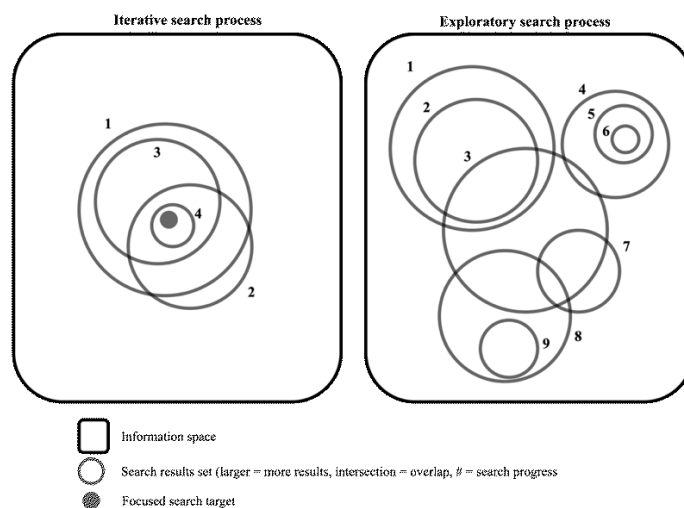 Iterative search process
Exploratory search process
1
3
4
2
1
2
3
4
5
6
7
8
9
Information space
Search results set (larger = more results, intersection = overlap, # = search progress
Focused search target